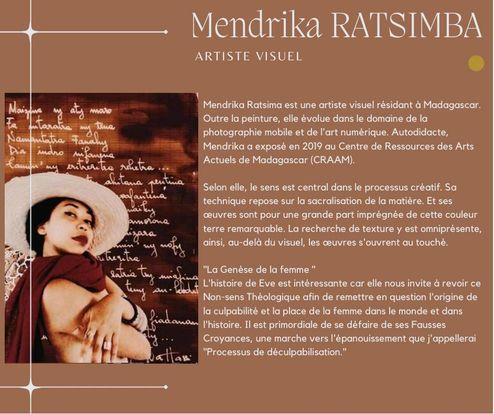 Mendrika RATSIMBA
ARTISTE VISUEL
Mendrika Ratsima est une artiste visuel résidant à Madagascar.
Outre la peinture, elle évolue dans le domaine de la
photographie mobile et de l'art numérique. Autodidacte,
Mendrika a exposé en 2019 au Centre de Ressources des Arts
Actuels de Madagascar (CRAAM).
Selon elle, le sens est central dans le processus créatif. Sa
technique repose sur la sacralisation de la matière. Et ses
œuvres sont pour une grande part imprégnée de cette couleur
terre remarquable. La recherche de texture y est omniprésente,
ainsi, au-delà du visuel, les œuvres s'ouvrent au touché.
"La Genèse de la femme "
L'histoire de Eve est intéressante car elle nous invite à revoir ce
Non-sens Théologique afin de remettre en question l'origine de
la culpabilité et la place de la femme dans le monde et dans
l'histoire. Il est primordiale de se défaire de ses Fausses
Croyances, une marche vers l'épanouissement que j'appellerai
"Processus de déculpabilisation."